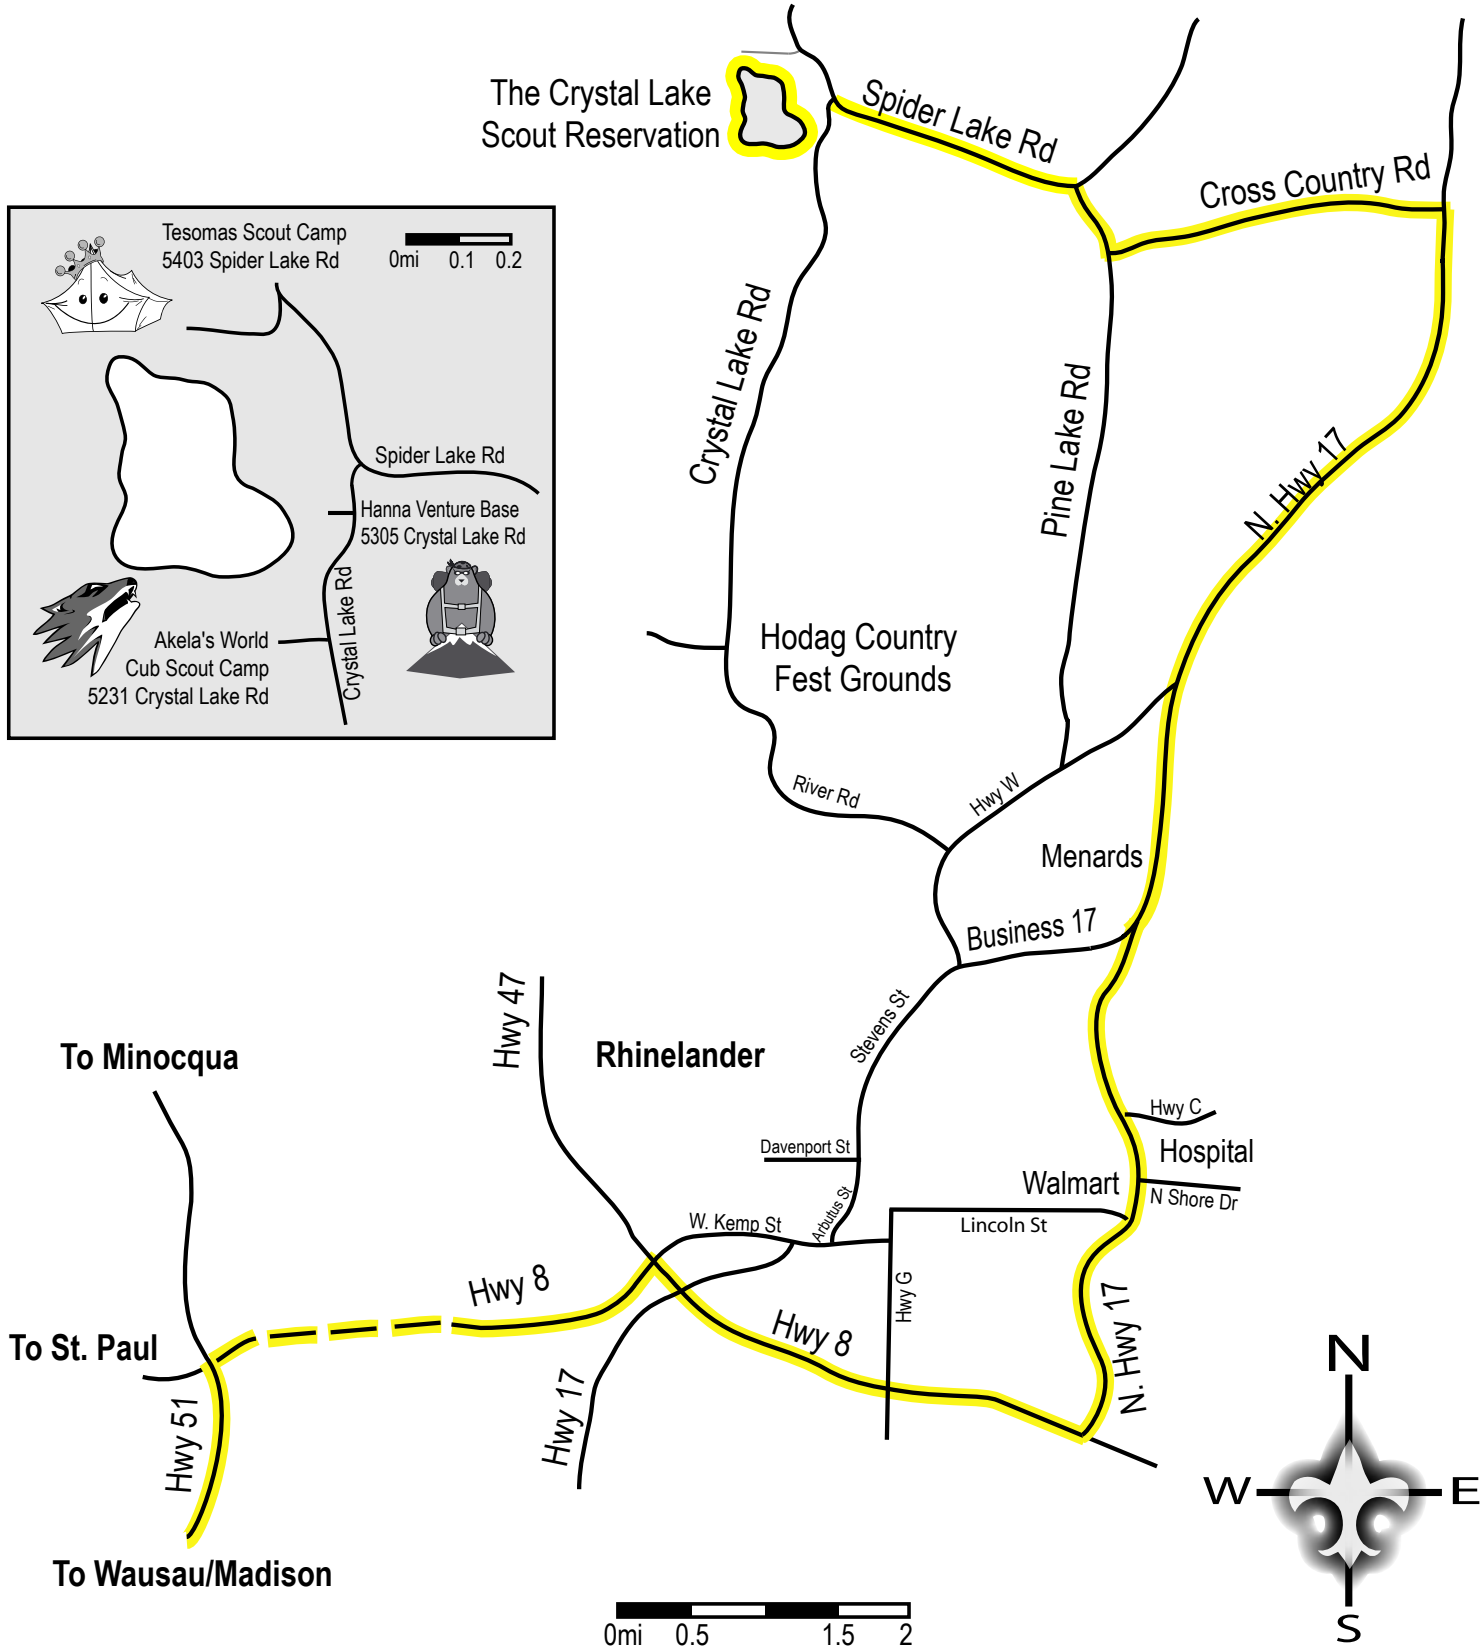 The Crystal Lake
Scout Reservation
Spider Lake Rd
Cross Country Rd
Tesomas Scout Camp
5403 Spider Lake Rd
0mi 0.1 0.2
Spider Lake Rd
Hanna Venture Base
5305 Crystal Lake Rd
Crystal Lake Rd
Akela's World
Cub Scout Camp
5231 Crystal Lake Rd
Crystal Lake Rd
Pine Lake Rd
N. Hwy 17
Hodag Country
Fest Grounds
River Rd
Hwy W
Menards
Business 17
Stevens St
Hwy 47
Rhinelander
To Minocqua
Hwy C
Hospital
Davenport St
Walmart
N Shore Dr
Arbutus St
W. Kemp St
Lincoln St
Hwy 8
Hwy G
Hwy 8
N. Hwy 17
To St. Paul
Hwy 51
Hwy 17
To Wausau/Madison
N
W
E
S
0mi 0.5 1.5 2